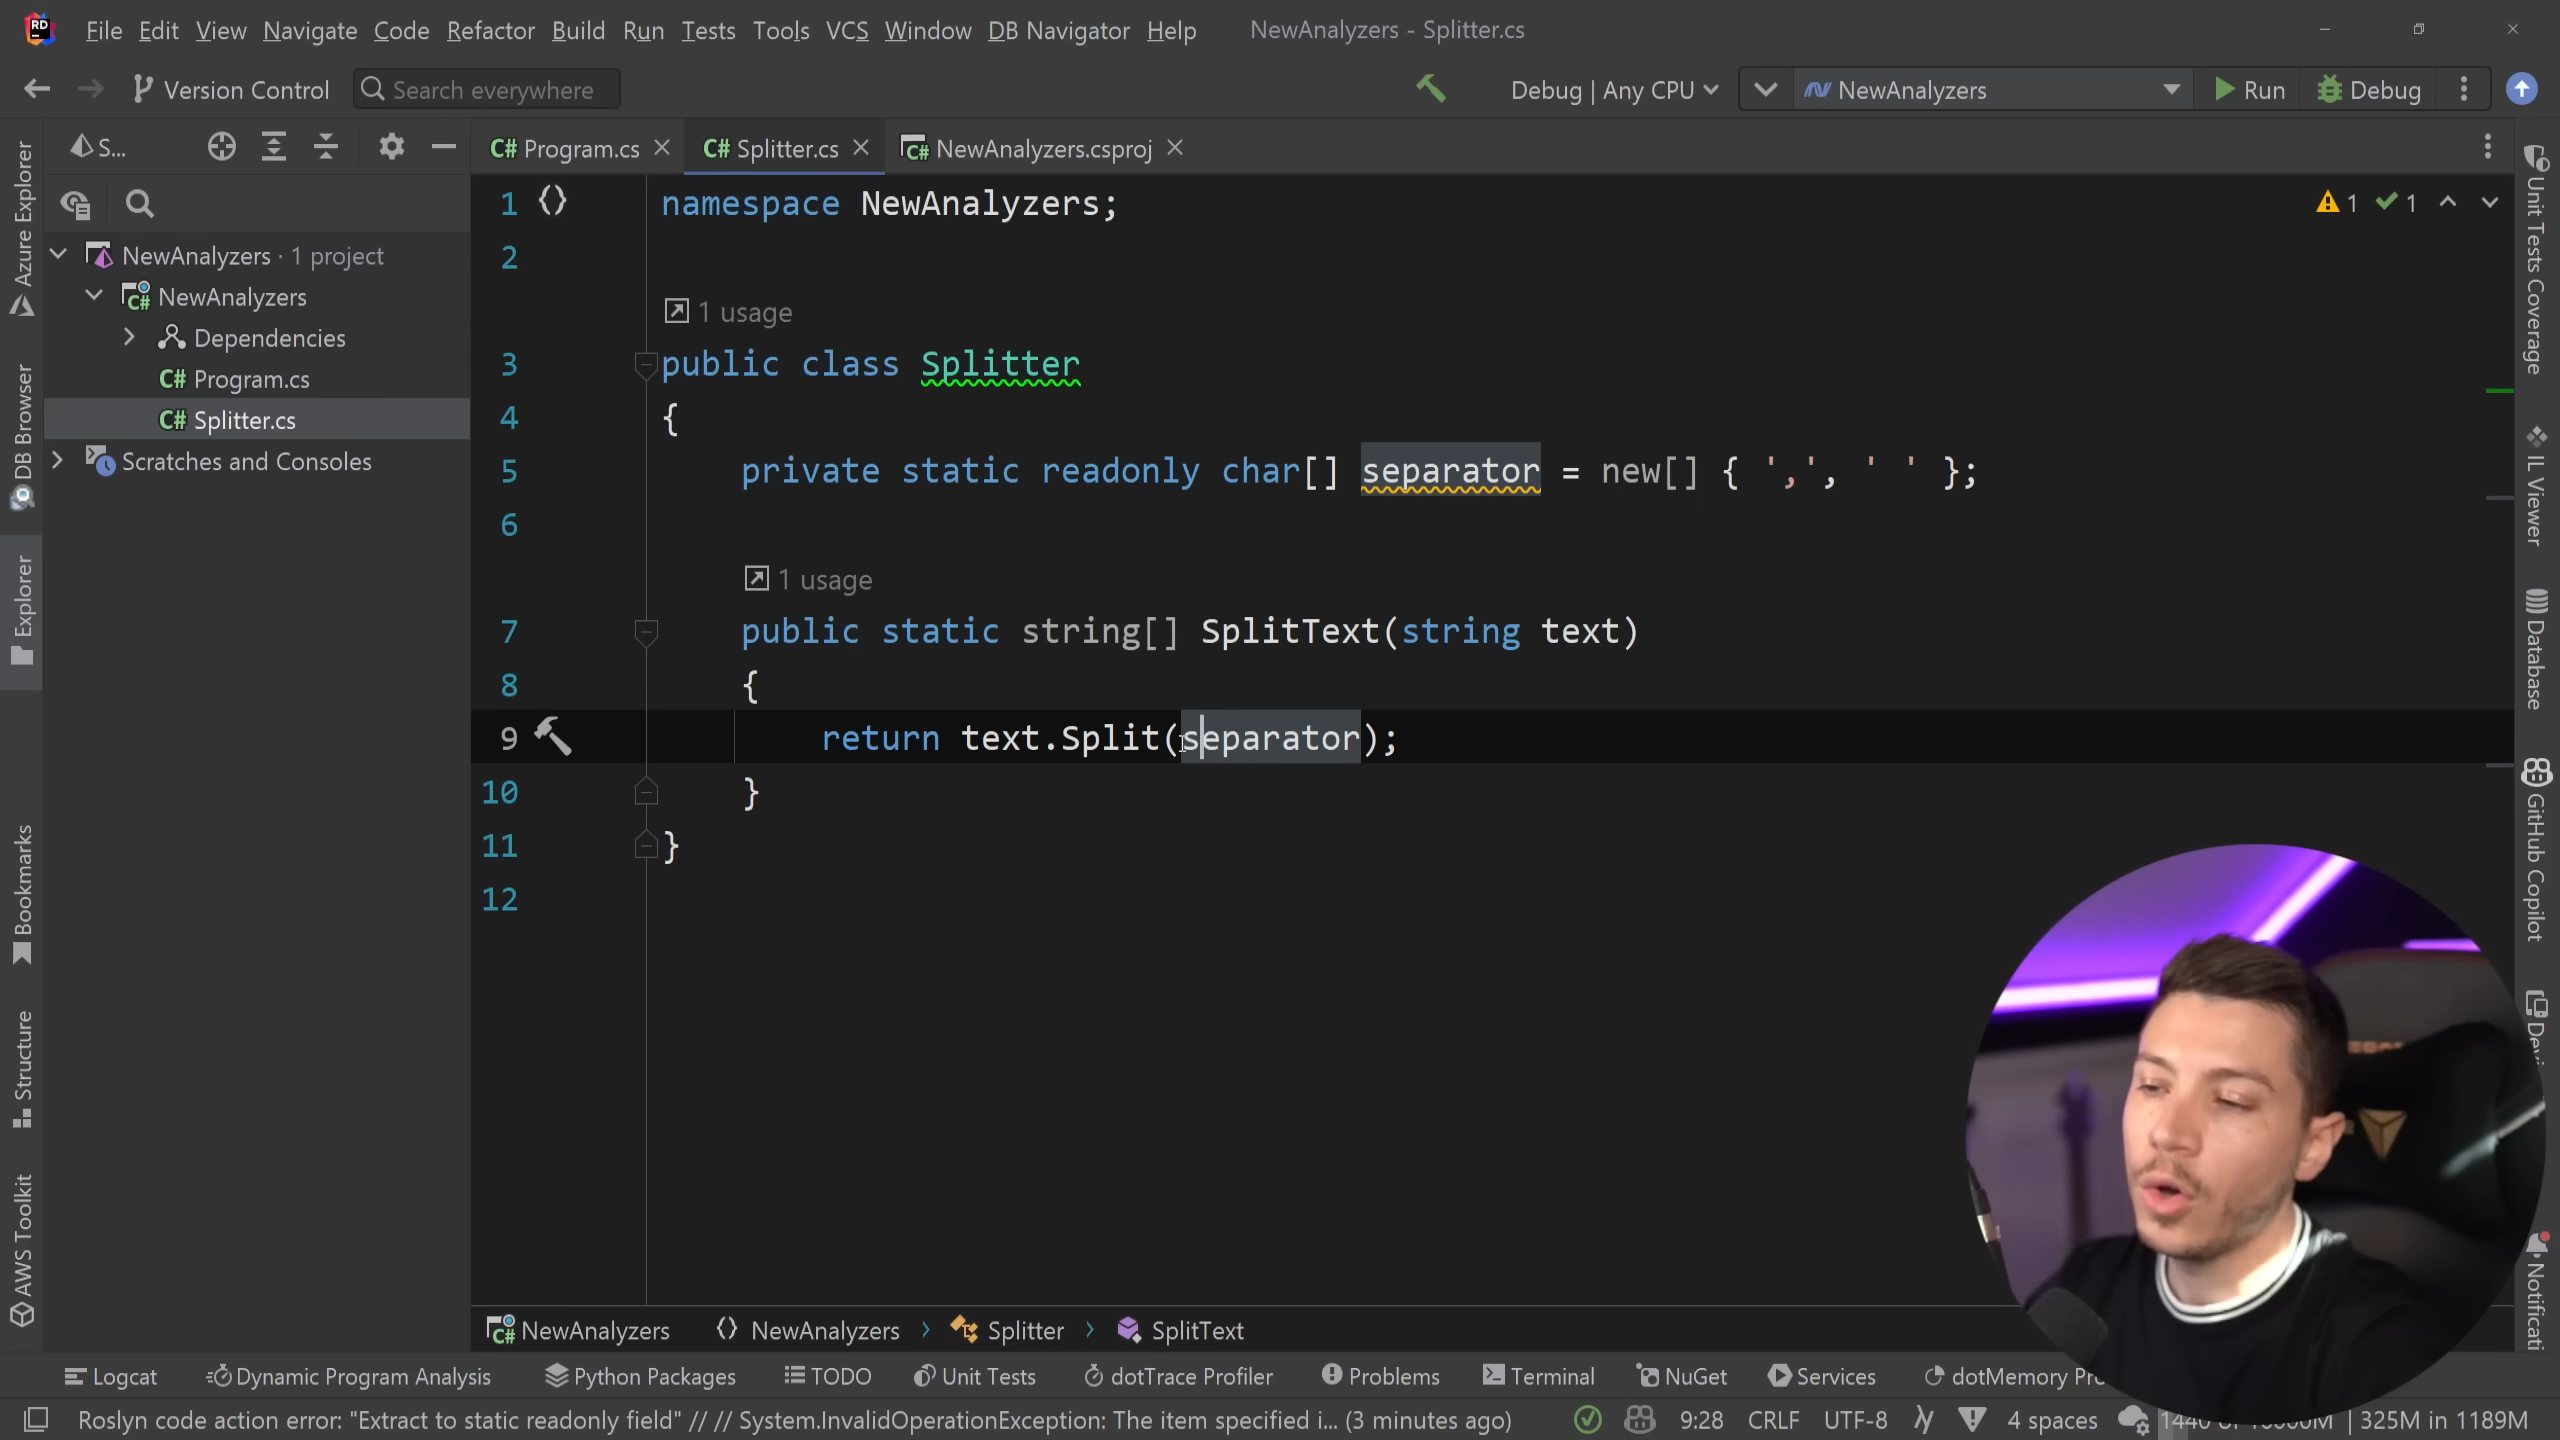 RD File Edit View Navigate Code Refactor Build Run Tests Tools VCS Window DB Navigator Help NewAnalyzers - Splitter.cs
Version Control Search everywhere Debug | Any CPU NewAnalyzers Run Debug
S... C# Program.cs C# Splitter.cs C# NewAnalyzers.csproj
NewAnalyzers · 1 project
C# NewAnalyzers
Dependencies
C# Program.cs
C# Splitter.cs
Scratches and Consoles
Azure Explorer
DB Browser
Explorer
Bookmarks
Structure
AWS Toolkit
1 namespace NewAnalyzers; 1 1
2
1 usage
3 public class Splitter
4 {
5 private static readonly char[] separator = new[] { ',', ' ' };
6
1 usage
7 public static string[] SplitText(string text)
8 {
9 return text.Split(separator);
10 }
11 }
12
Unit Tests Coverage
IL Viewer
Database
GitHub Copilot
Devi
Notificati
C# NewAnalyzers NewAnalyzers Splitter SplitText
Logcat Dynamic Program Analysis Python Packages TODO Unit Tests dotTrace Profiler Problems Terminal NuGet Services dotMemory Pro
Roslyn code action error: "Extract to static readonly field" // // System.InvalidOperationException: The item specified i... (3 minutes ago) 9:28 CRLF UTF-8 4 spaces 325M in 1189M